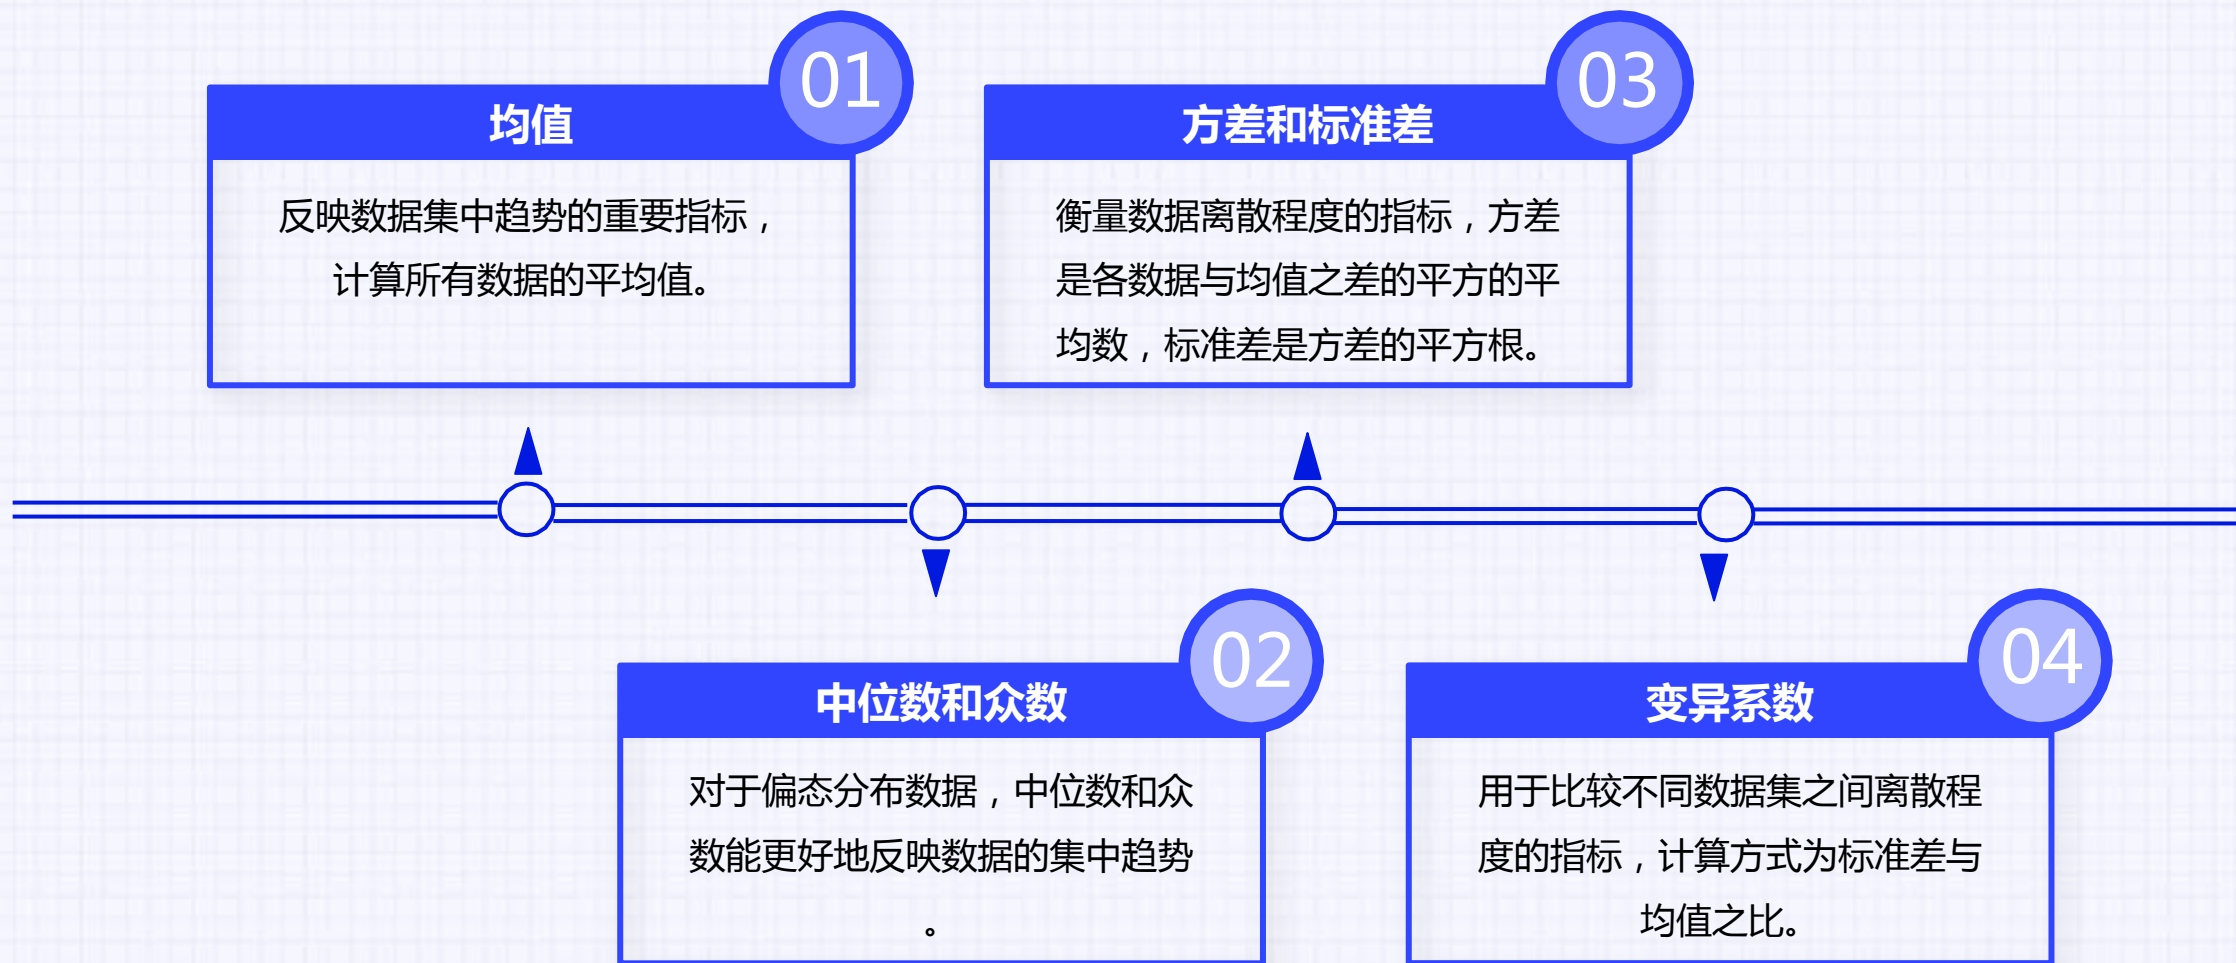 01
均值
反映数据集中趋势的重要指标，
计算所有数据的平均值。
03
方差和标准差
衡量数据离散程度的指标，方差
是各数据与均值之差的平方的平
均数，标准差是方差的平方根。
02
中位数和众数
对于偏态分布数据，中位数和众
数能更好地反映数据的集中趋势
。
04
变异系数
用于比较不同数据集之间离散程
度的指标，计算方式为标准差与
均值之比。